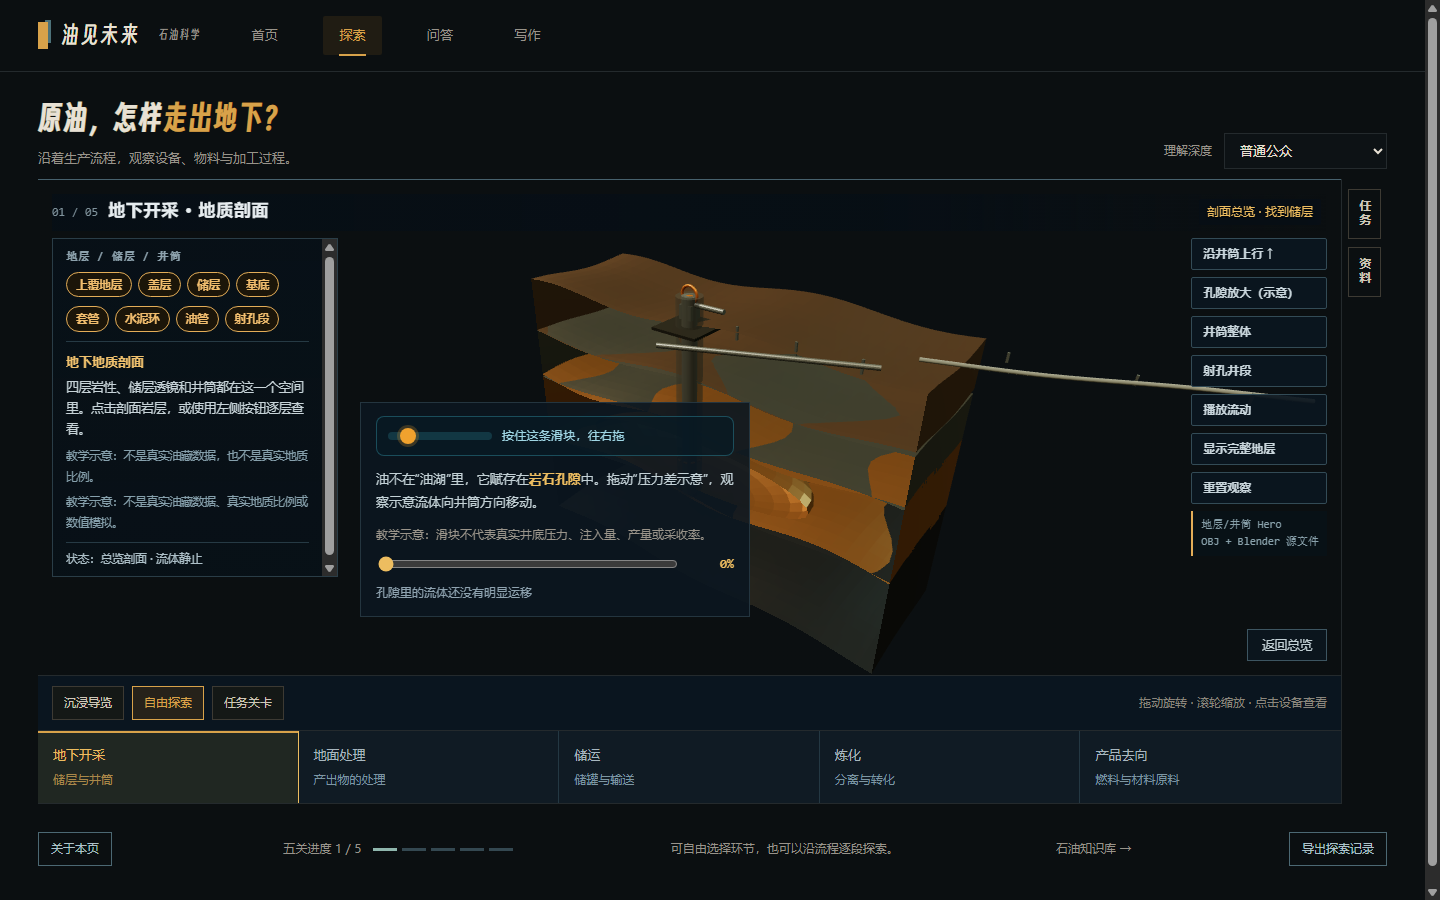 油见未来 石油科学 首页 探索 问答 写作
原油，怎样走出地下？
沿着生产流程，观察设备、物料与加工过程。
理解深度 普通公众
01 / 05 地下开采·地质剖面
剖面总览·找到储层
任务
资料
地层 / 储层 / 井筒
上覆地层 盖层 储层 基底
套管 水泥环 油管 射孔段
地下地质剖面
四层岩性、储层透镜和井筒都在这一个空间
里。点击剖面岩层，或使用左侧按钮逐层查
看。
教学示意：不是真实油藏数据，也不是真实地质
比例。
教学示意：不是真实油藏数据、真实地质比例或
数值模拟。
状态：总览剖面·流体静止
按住这条滑块，往右拖
油不在“油湖”里，它赋存在岩石孔隙中。拖动“压力差示意”，观
察示意流体向井筒方向移动。
教学示意：滑块不代表真实井底压力、注入量、产量或采收率。
0%
孔隙里的流体还没有明显运移
沿井筒上行↑
孔隙放大（示意）
井筒整体
射孔井段
播放流动
显示完整地层
重置观察
地层/井筒 Hero
OBJ + Blender 源文件
返回总览
沉浸导览 自由探索 任务关卡
拖动旋转·滚轮缩放·点击设备查看
地下开采
储层与井筒
地面处理
产出物的处理
储运
储罐与输送
炼化
分离与转化
产品去向
燃料与材料原料
关于本页 五关进度 1 / 5 可自由选择环节，也可以沿流程逐段探索。 石油知识库→ 导出探索记录